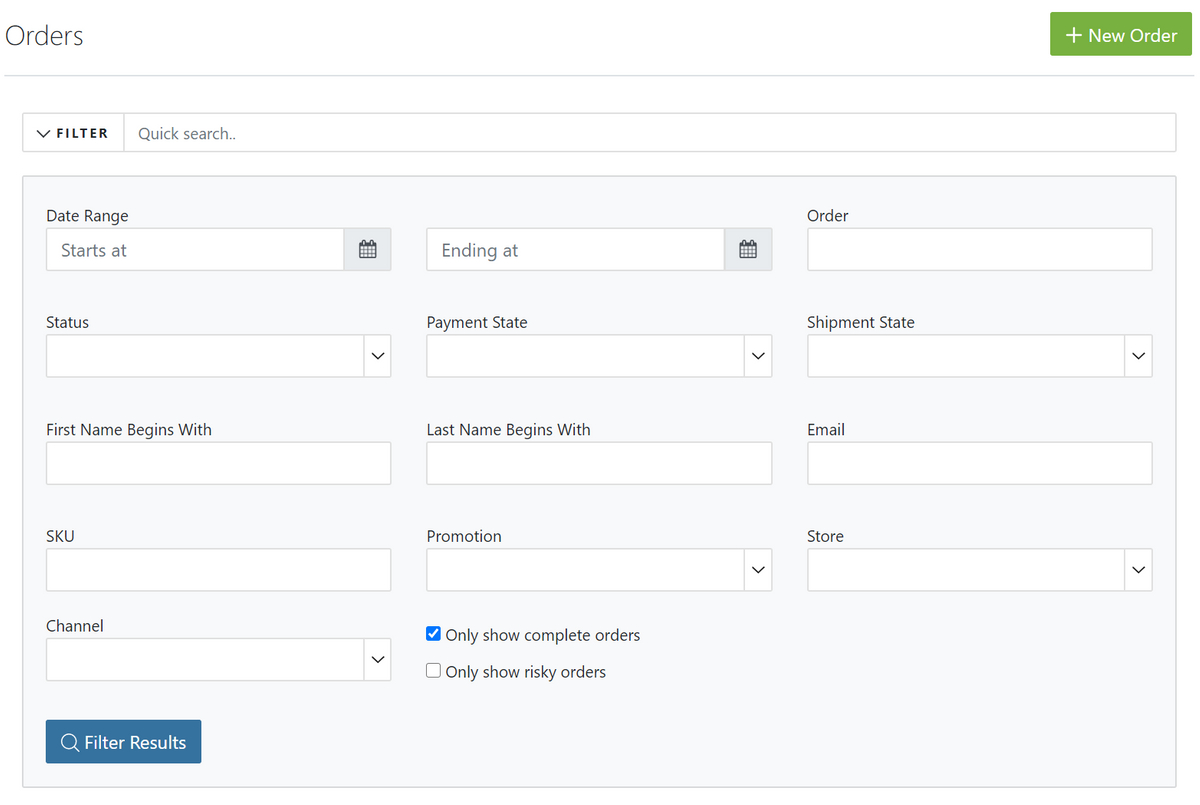 Orders
New Order
FILTER
Quick search..
Date Range
Order
Starts at
Ending at
Status
Payment State
Shipment State
First Name Begins With
Last Name Begins With
Email
SKU
Promotion
Store
Channel
Only show complete orders
Only show risky orders
Filter Results